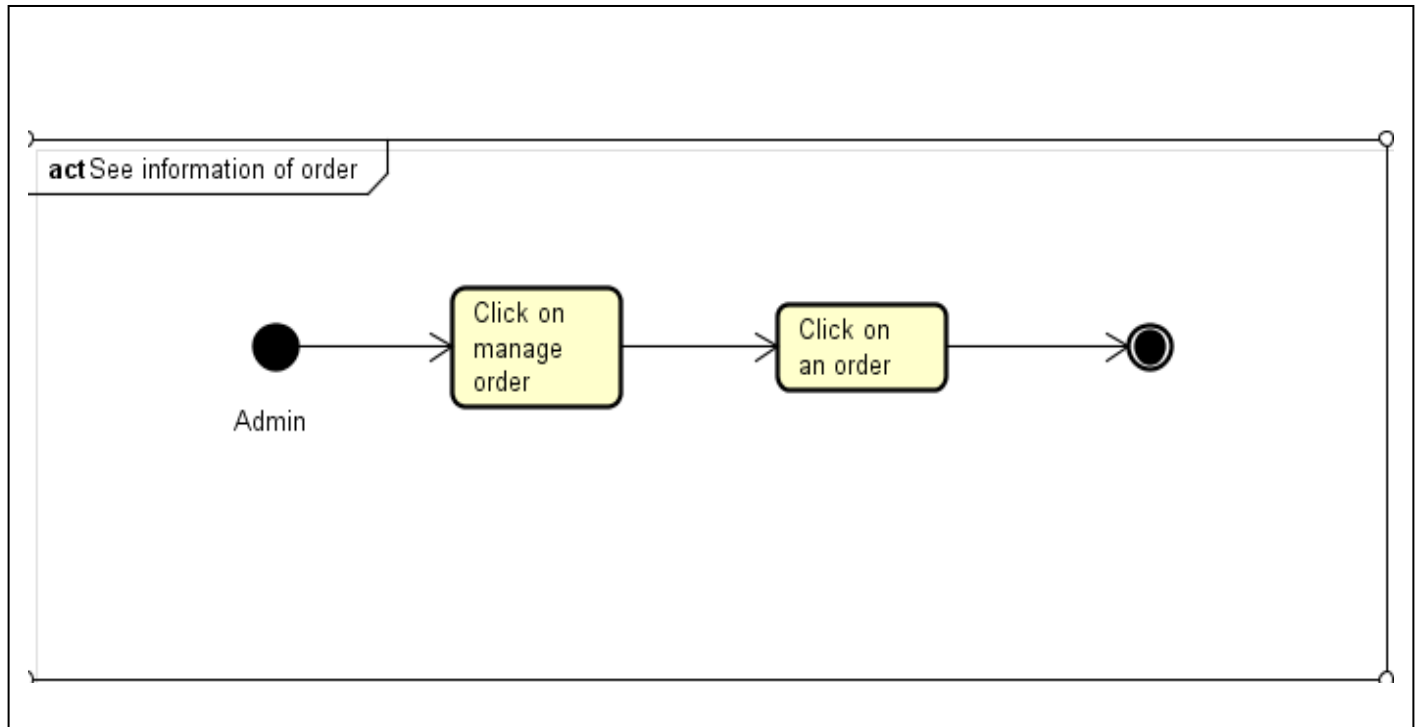 act See information of order
Click on
manage
order
Click on
an order
Admin